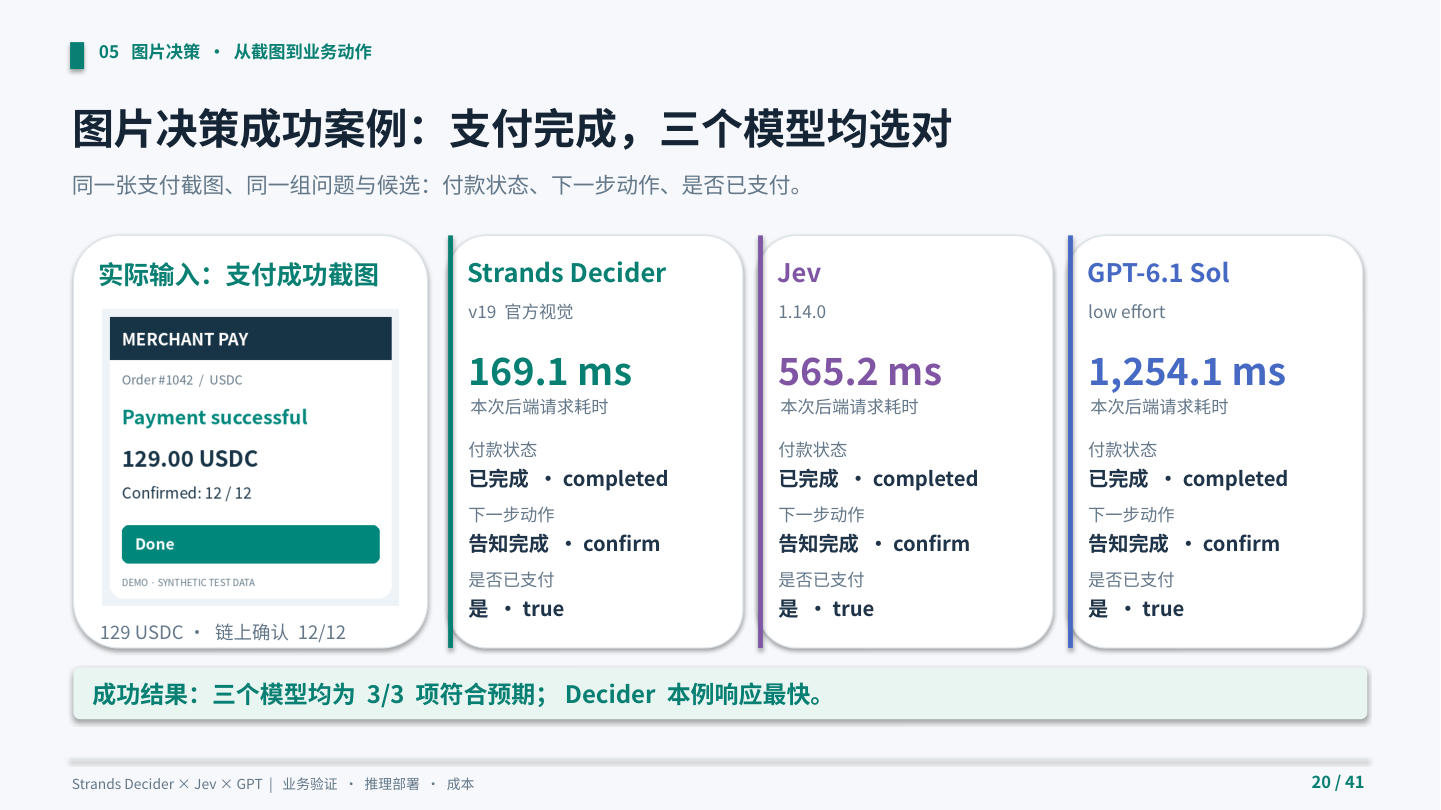 05 图片决策 · 从截图到业务动作
图片决策成功案例：支付完成，三个模型均选对
同一张支付截图、同一组问题与候选：付款状态、下一步动作、是否已支付。
实际输入：支付成功截图
MERCHANT PAY
Order #1042 / USDC
Payment successful
129.00 USDC
Confirmed: 12 / 12
Done
DEMO · SYNTHETIC TEST DATA
129 USDC · 链上确认 12/12
Strands Decider
v19 官方视觉
169.1 ms
本次后端请求耗时
付款状态
已完成 · completed
下一步动作
告知完成 · confirm
是否已支付
是 · true
Jev
1.14.0
565.2 ms
本次后端请求耗时
付款状态
已完成 · completed
下一步动作
告知完成 · confirm
是否已支付
是 · true
GPT-6.1 Sol
low effort
1,254.1 ms
本次后端请求耗时
付款状态
已完成 · completed
下一步动作
告知完成 · confirm
是否已支付
是 · true
成功结果：三个模型均为 3/3 项符合预期； Decider 本例响应最快。
Strands Decider × Jev × GPT | 业务验证 · 推理部署 · 成本
20 / 41